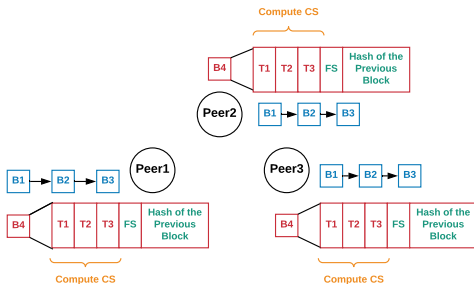 Compute CS
B4 T1 T2 T3 FS Hash of the
Previous
Block
Peer2
B1 B2 B3
Peer1
B1 B2 B3
B4 T1 T2 T3 FS Hash of the
Previous
Block
Compute CS
Peer3
B1 B2 B3
B4 T1 T2 T3 FS Hash of the
Previous
Block
Compute CS